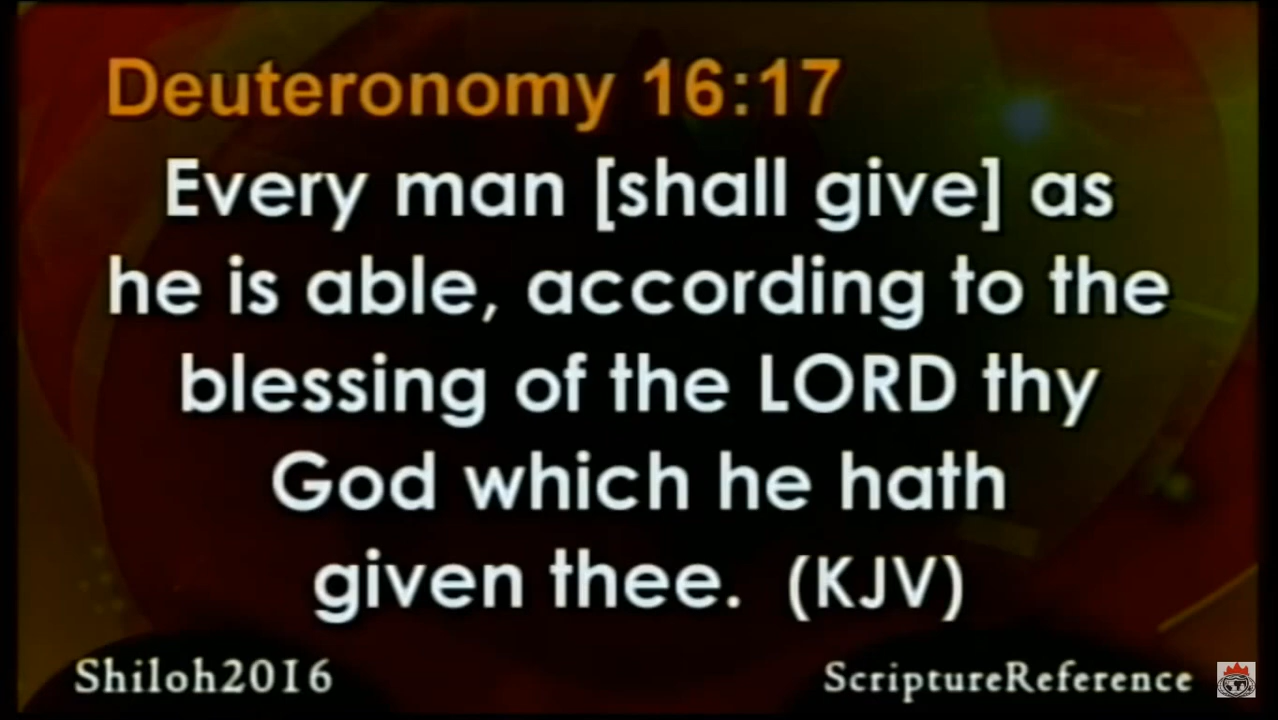 Deuteronomy 16:17
Every man [shall give] as
he is able, according to the
blessing of the LORD thy
God which he hath
given thee. (KJV)
Shiloh2016
ScriptureReference